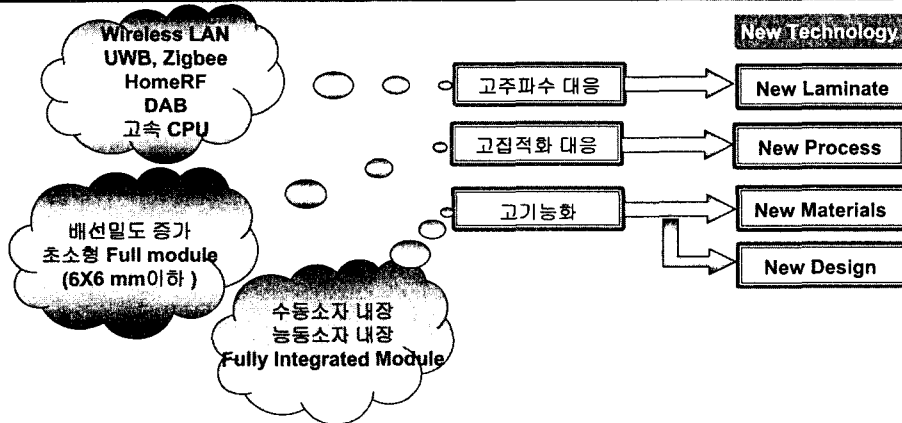 Wireless LAN
UWB, Zigbee
HomeRF
DAB
고속 CPU
배선밀도 증가
초소형 Full module
(6X6 mm이하 )
수동소자 내장
능동소자 내장
Fully Integrated Module
고주파수 대응
고집적화 대응
고기능화
New Technology
New Laminate
New Process
New Materials
New Design